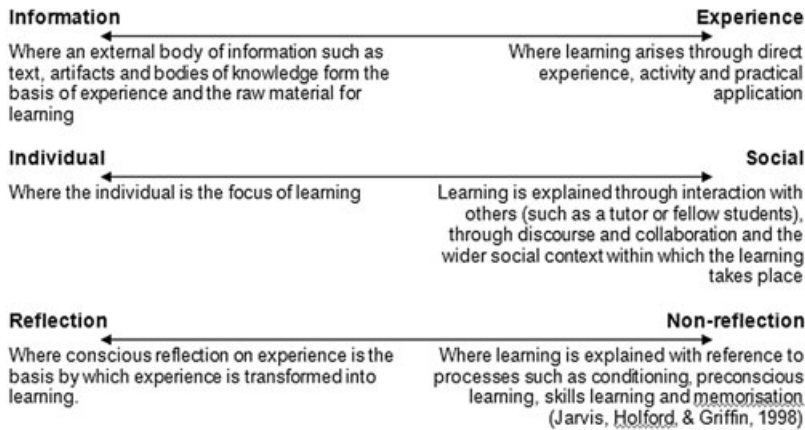 Information
Experience
Where an external body of information such as
text, artifacts and bodies of knowledge form the
basis of experience and the raw material for
learning
Where learning arises through direct
experience, activity and practical
application
Individual
Social
Where the individual is the focus of learning
Learning is explained through interaction with
others (such as a tutor or fellow students),
through discourse and collaboration and the
wider social context within which the learning
takes place
Reflection
Non-reflection
Where conscious reflection on experience is the
basis by which experience is transformed into
learning.
Where learning is explained with reference to
processes such as conditioning, preconscious
learning, skills learning and memorisation
(Jarvis, Holford, & Griffin, 1998)